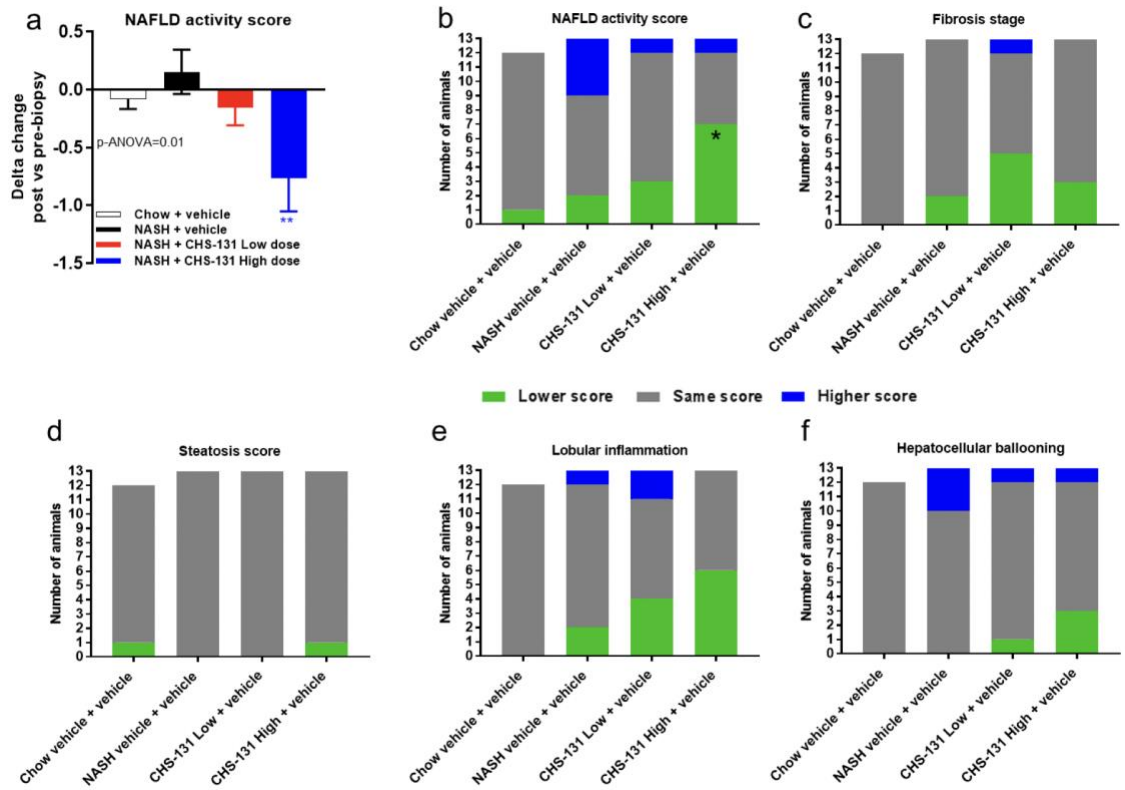 a
NAFLD activity score
0.5
0.0
-0.5
-1.0
-1.5
Delta change
post vs pre-biopsy
p-ANOVA=0.01
**
Chow + vehicle
NASH + vehicle
NASH + CHS-131 Low dose
NASH + CHS-131 High dose
b
NAFLD activity score
Number of animals
13
12
11
10
9
8
7
6
5
4
3
2
1
0
*
Chow vehicle + vehicle
NASH vehicle + vehicle
CHS-131 Low + vehicle
CHS-131 High + vehicle
c
Fibrosis stage
Number of animals
13
12
11
10
9
8
7
6
5
4
3
2
1
0
Chow vehicle + vehicle
NASH vehicle + vehicle
CHS-131 Low + vehicle
CHS-131 High + vehicle
Lower score Same score Higher score
d
Steatosis score
Number of animals
13
12
11
10
9
8
7
6
5
4
3
2
1
0
Chow vehicle + vehicle
NASH vehicle + vehicle
CHS-131 Low + vehicle
CHS-131 High + vehicle
e
Lobular inflammation
Number of animals
13
12
11
10
9
8
7
6
5
4
3
2
1
0
Chow vehicle + vehicle
NASH vehicle + vehicle
CHS-131 Low + vehicle
CHS-131 High + vehicle
f
Hepatocellular ballooning
Number of animals
13
12
11
10
9
8
7
6
5
4
3
2
1
0
Chow vehicle + vehicle
NASH vehicle + vehicle
CHS-131 Low + vehicle
CHS-131 High + vehicle